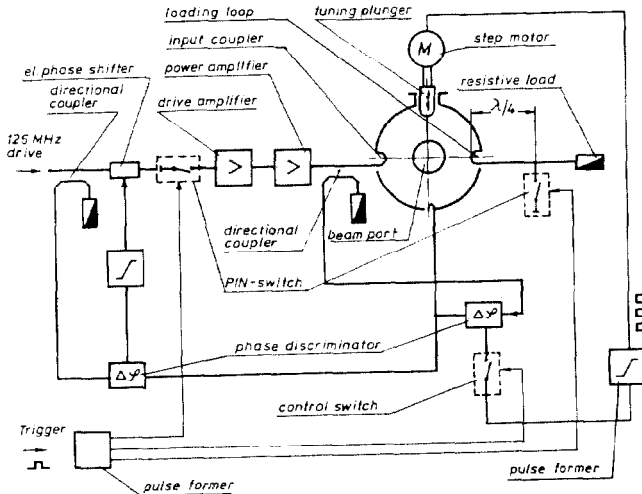 loading loop
tuning plunger
input coupler
M
step motor
power amplifier
el. phase shifter
resistive load
directional
coupler
drive amplifier
λ/4
125 MHz
drive
>
>
directional
coupler
beam port
PIN-switch
Δφ
phase discriminator
Δφ
control switch
Trigger
pulse former
pulse former